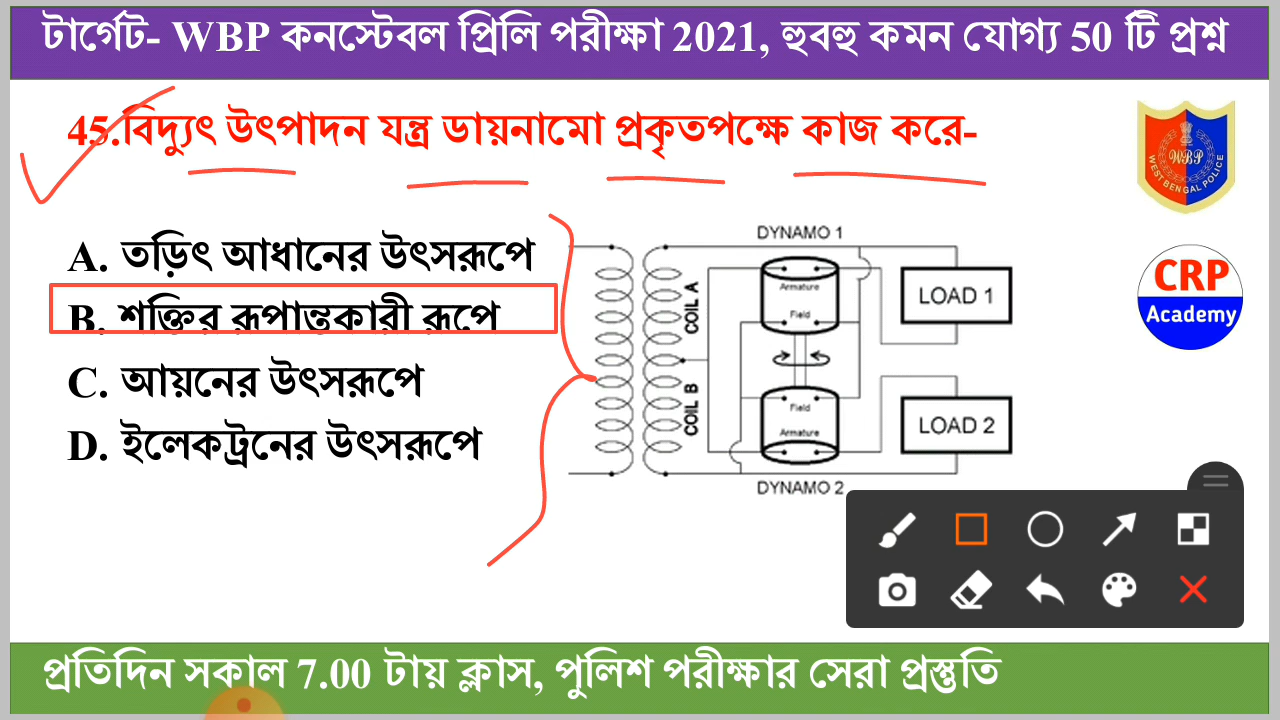 টার্গেট- WBP কনস্টেবল প্রিলি পরীক্ষা 2021, হুবহু কমন যোগ্য 50 টি প্রশ্ন
45.বিদ্যুৎ উৎপাদন যন্ত্র ডায়নামো প্রকৃতপক্ষে কাজ করে-
A. তড়িৎ আধানের উৎসরূপে
B. শক্তির রূপান্তকারী রূপে
C. আয়নের উৎসরূপে
D. ইলেকট্রনের উৎসরূপে
DYNAMO 1
COIL A
Armature
Field
LOAD 1
COIL B
Field
Armature
LOAD 2
DYNAMO 2
WBP
WEST BENGAL POLICE
CRP
Academy
প্রতিদিন সকাল 7.00 টায় ক্লাস, পুলিশ পরীক্ষার সেরা প্রস্তুতি